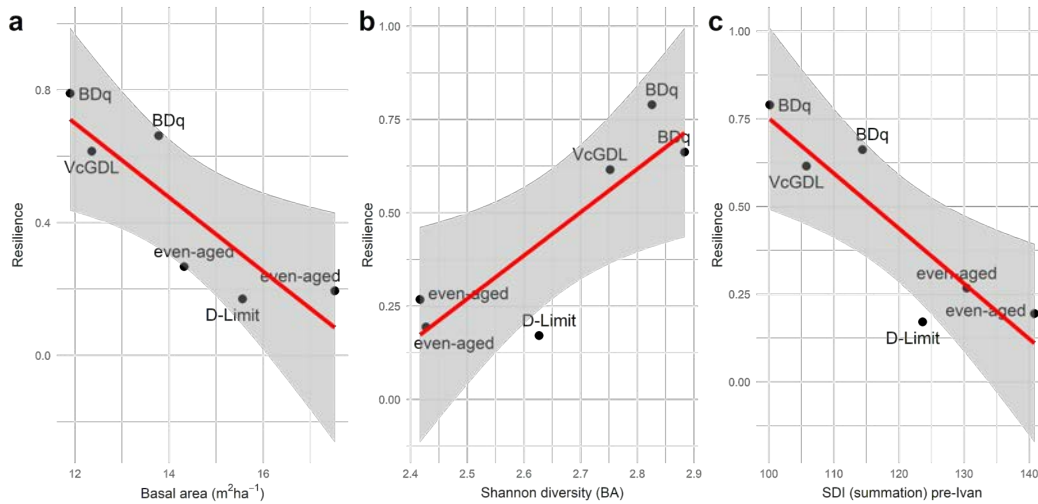 a
Resilience
0.8
0.4
0.0
BDq
BDq
VcGDL
even-aged
even-aged
D-Limit
12
14
16
Basal area (m²ha⁻¹)
b
Resilience
1.00
0.75
0.50
0.25
0.00
BDq
BDq
VcGDL
even-aged
D-Limit
even-aged
2.4
2.5
2.6
2.7
2.8
2.9
Shannon diversity (BA)
c
Resilience
1.00
0.75
0.50
0.25
0.00
BDq
BDq
VcGDL
even-aged
even-aged
D-Limit
100
110
120
130
140
SDI (summation) pre-Ivan